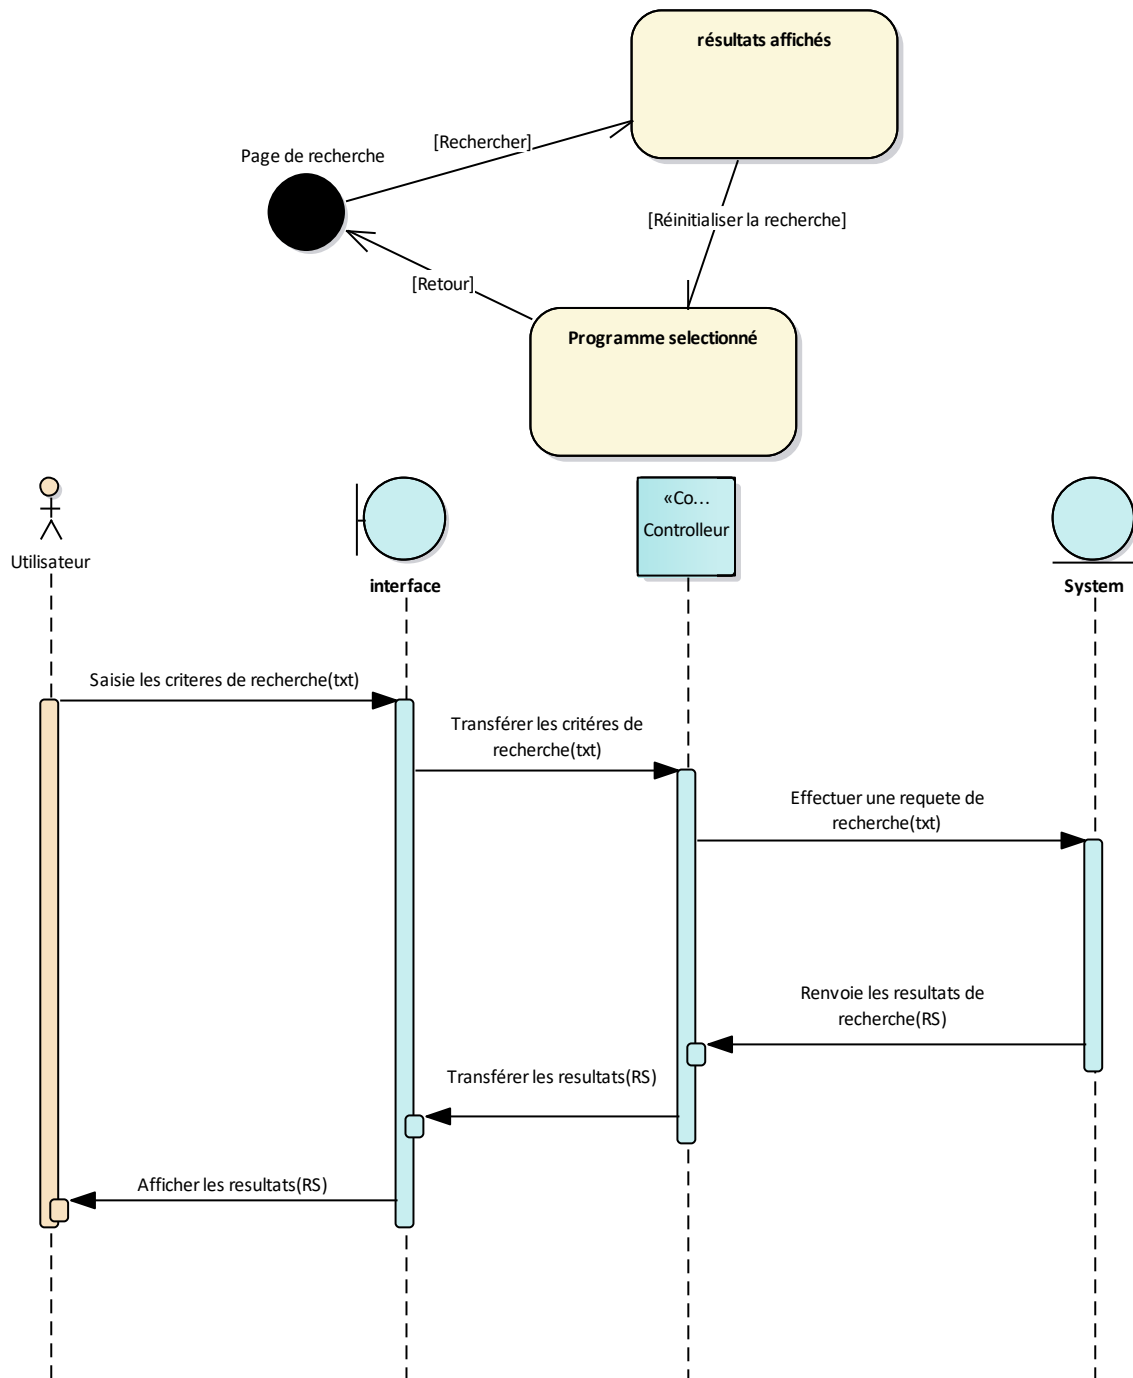 résultats affichés
[Rechercher]
Page de recherche
[Réinitialiser la recherche]
[Retour]
Programme selectionné
«Co…
Controlleur
Utilisateur
interface
System
Saisie les criteres de recherche(txt)
Transférer les critéres de
recherche(txt)
Effectuer une requete de
recherche(txt)
Renvoie les resultats de
recherche(RS)
Transférer les resultats(RS)
Afficher les resultats(RS)